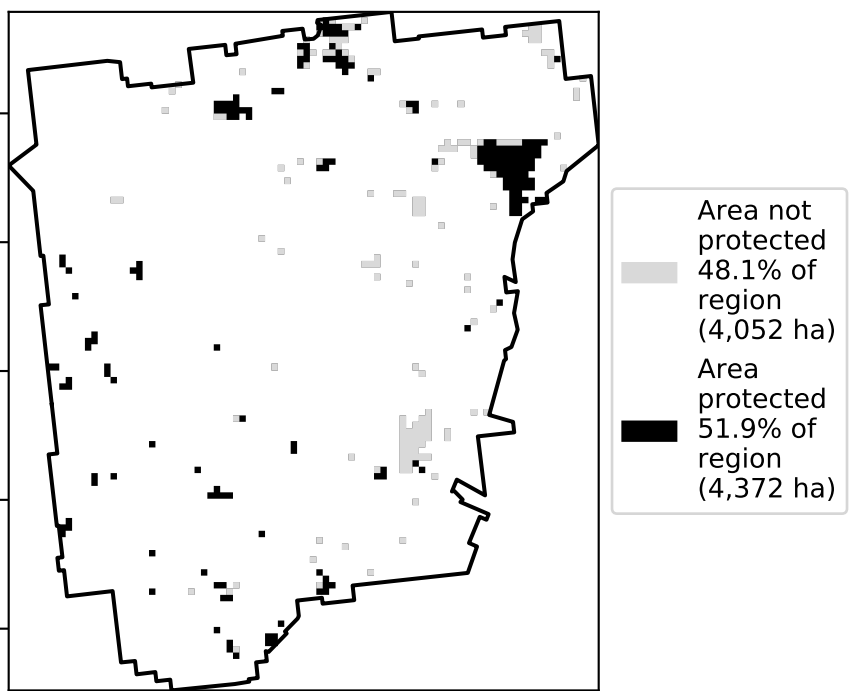 Area not
protected
48.1% of
region
(4,052 ha)
Area
protected
51.9% of
region
(4,372 ha)